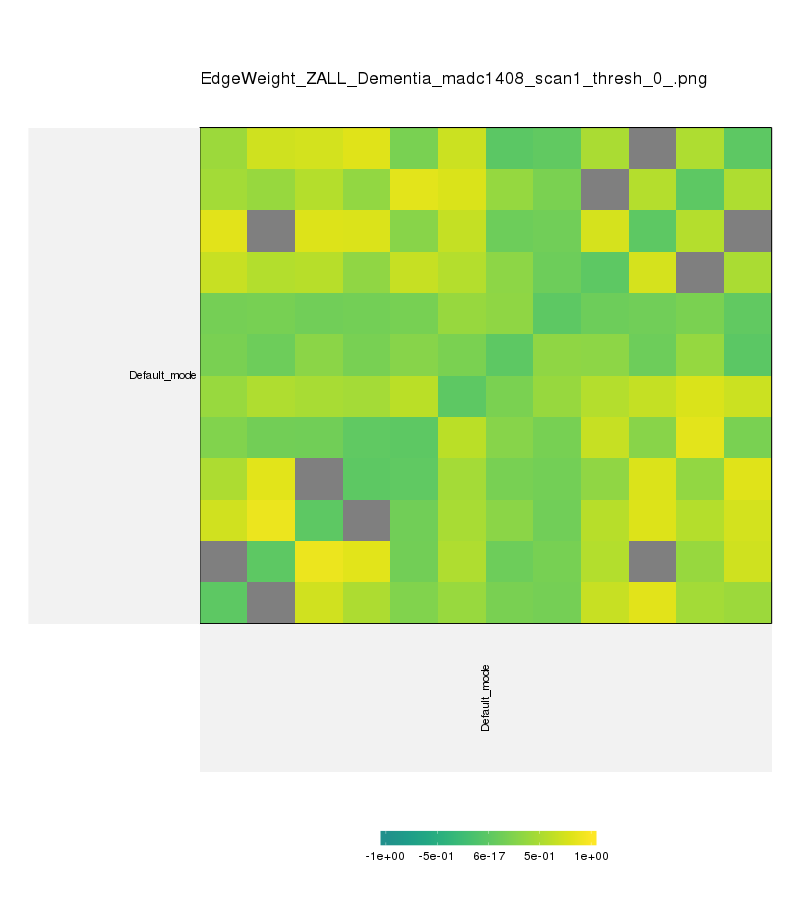 EdgeWeight_ZALL_Dementia_madc1408_scan1_thresh_0_.png
Default_mode
Default_mode
-1e+00 -5e-01 6e-17 5e-01 1e+00